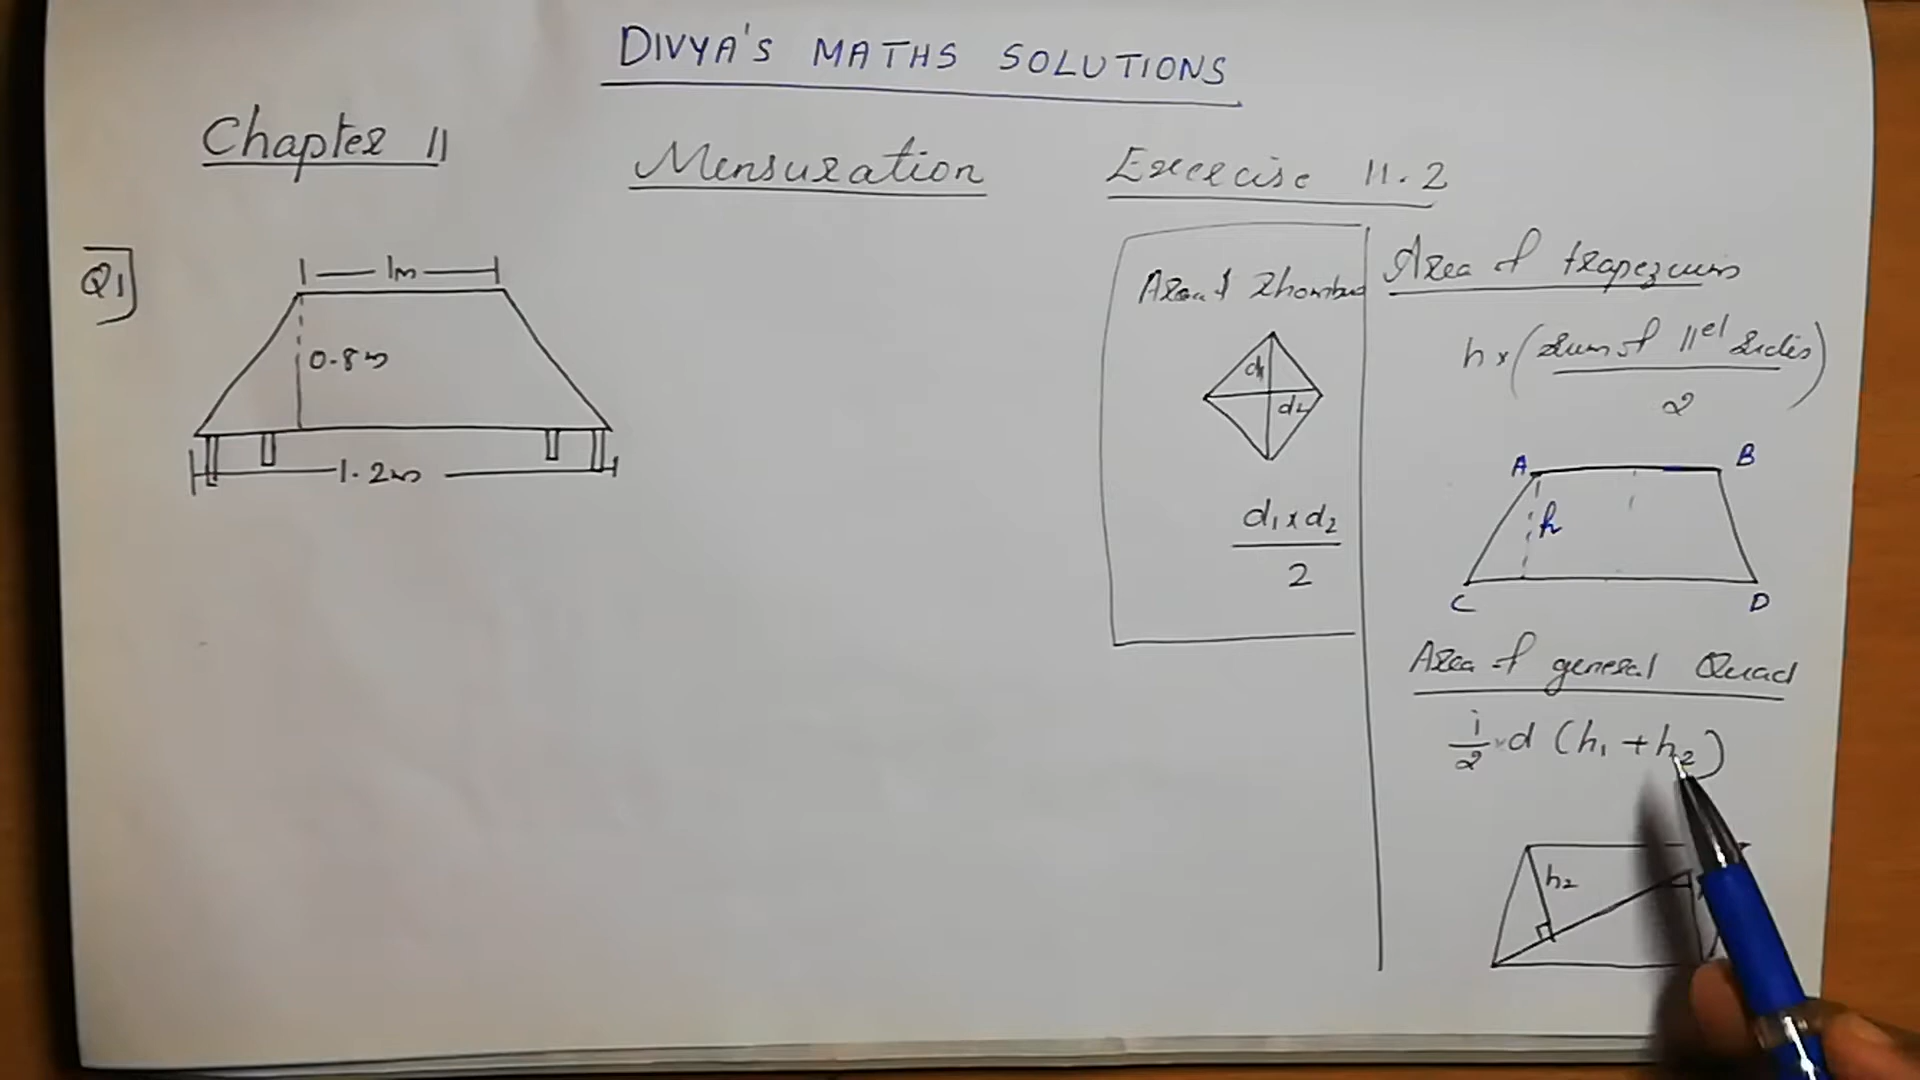 DIVYA'S MATHS SOLUTIONS
Chapter 11
Mensuration
Exercise 11.2
Q1
1m
0.8m
1.2m
Area of Rhombus
d1
d2
d1 x d2
2
Area of trapezium
h x (sum of ||el sides)
2
A
B
h
C
D
Area of general Quad
1/2 x d (h1 + h2)
h2